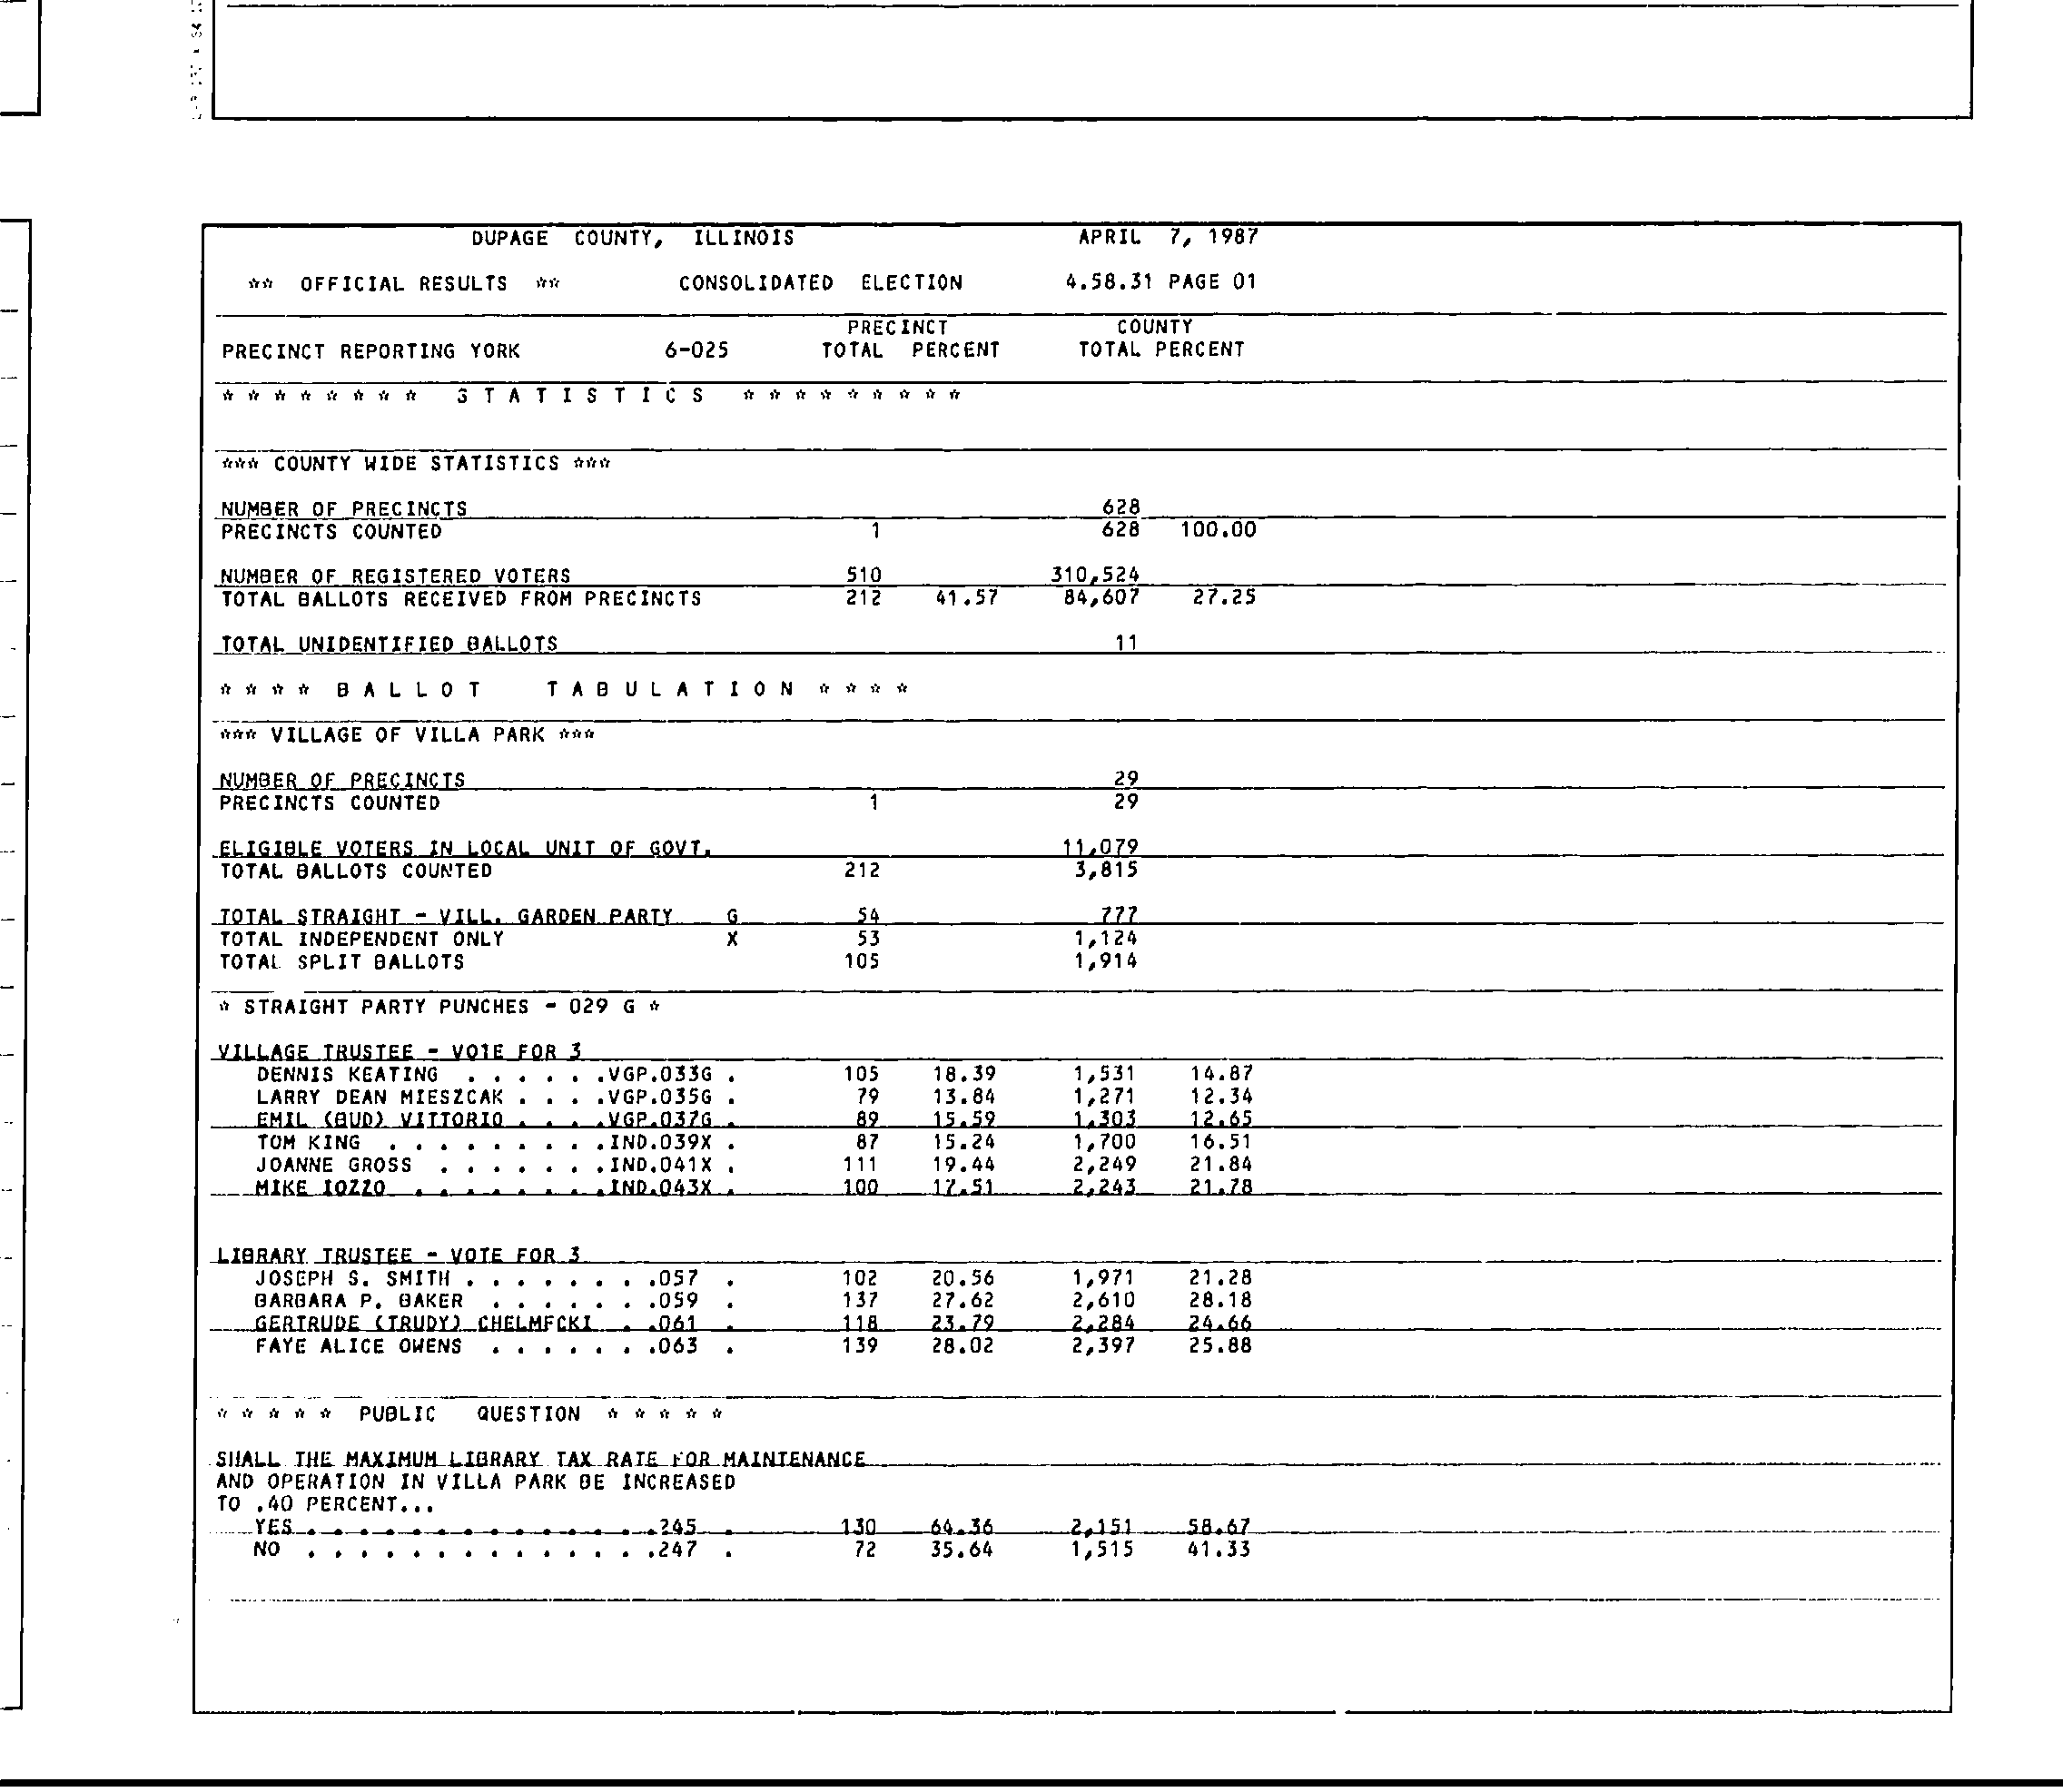 DUPAGE COUNTY, ILLINOIS APRIL 7, 1987
** OFFICIAL RESULTS ** CONSOLIDATED ELECTION 4.58.31 PAGE 01
PRECINCT COUNTY
PRECINCT REPORTING YORK 6-025 TOTAL PERCENT TOTAL PERCENT
* * * * * * * * S T A T I S T I C S * * * * * * * * *
*** COUNTY WIDE STATISTICS ***
NUMBER OF PRECINCTS 628
PRECINCTS COUNTED 1 628 100.00
NUMBER OF REGISTERED VOTERS 510 310,524
TOTAL BALLOTS RECEIVED FROM PRECINCTS 212 41.57 84,607 27.25
TOTAL UNIDENTIFIED BALLOTS 11
* * * * B A L L O T T A B U L A T I O N * * * *
*** VILLAGE OF VILLA PARK ***
NUMBER OF PRECINCTS 29
PRECINCTS COUNTED 1 29
ELIGIBLE VOTERS IN LOCAL UNIT OF GOVT. 11,079
TOTAL BALLOTS COUNTED 212 3,815
TOTAL STRAIGHT - VILL. GARDEN PARTY G 54 777
TOTAL INDEPENDENT ONLY X 53 1,124
TOTAL SPLIT BALLOTS 105 1,914
* STRAIGHT PARTY PUNCHES - 029 G *
VILLAGE TRUSTEE - VOTE FOR 3
DENNIS KEATING . . . . . .VGP.033G . 105 18.39 1,531 14.87
LARRY DEAN MIESZCAK . . . .VGP.035G . 79 13.84 1,271 12.34
EMIL (BUD) VITTORIO . . . .VGP.037G . 89 15.59 1,303 12.65
TOM KING . . . . . . . . .IND.039X . 87 15.24 1,700 16.51
JOANNE GROSS . . . . . . .IND.041X . 111 19.44 2,249 21.84
MIKE IOZZO . . . . . . . .IND.043X . 100 17.51 2,243 21.78
LIBRARY TRUSTEE - VOTE FOR 3
JOSEPH S. SMITH . . . . . . . .057 . 102 20.56 1,971 21.28
BARBARA P. BAKER . . . . . . .059 . 137 27.62 2,610 28.18
GERTRUDE (TRUDY) CHELMECKI . .061 . 118 23.79 2,284 24.66
FAYE ALICE OWENS . . . . . . .063 . 139 28.02 2,397 25.88
* * * * * PUBLIC QUESTION * * * * *
SHALL THE MAXIMUM LIBRARY TAX RATE FOR MAINTENANCE
AND OPERATION IN VILLA PARK BE INCREASED
TO .40 PERCENT...
YES . . . . . . . . . . . . . .245 . 130 64.36 2,151 58.67
NO . . . . . . . . . . . . . .247 . 72 35.64 1,515 41.33